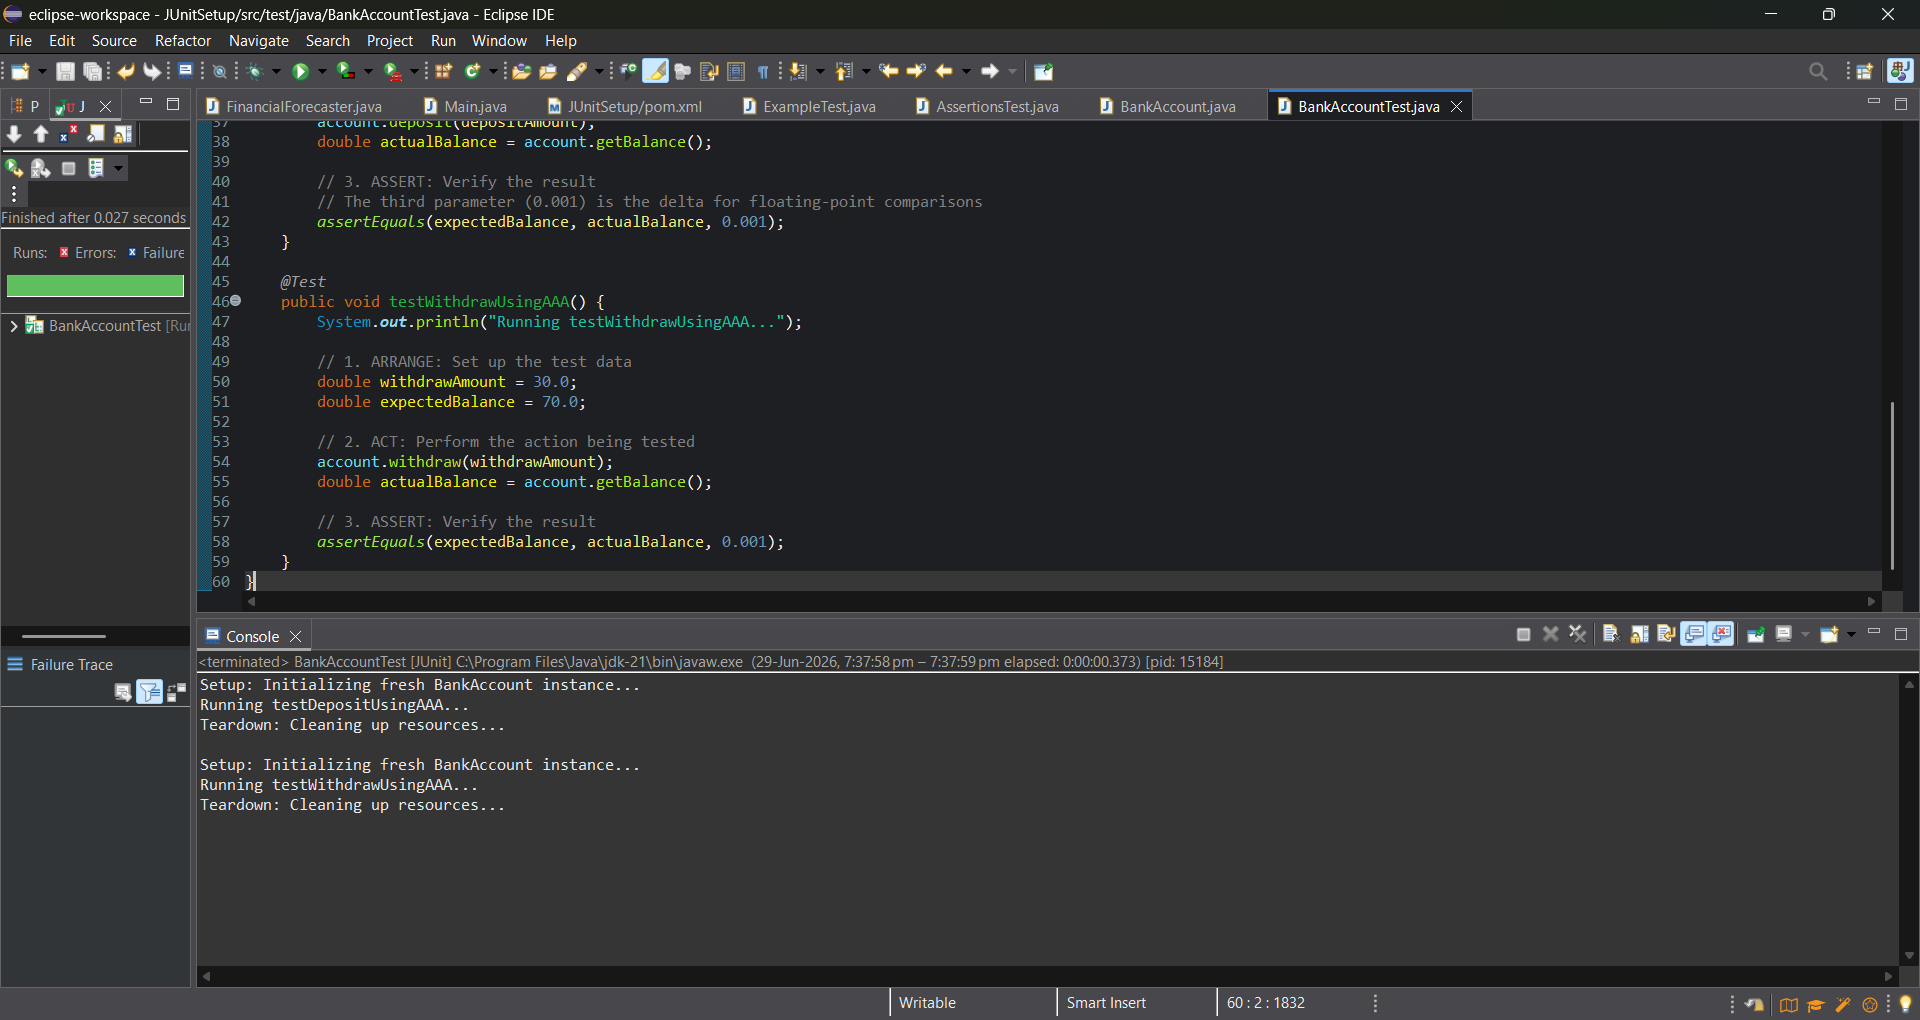 eclipse-workspace - JUnitSetup/src/test/java/BankAccountTest.java - Eclipse IDE
File Edit Source Refactor Navigate Search Project Run Window Help
P
J
FinancialForecaster.java
Main.java
JUnitSetup/pom.xml
ExampleTest.java
AssertionsTest.java
BankAccount.java
BankAccountTest.java
Finished after 0.027 seconds
Runs: Errors: Failure
BankAccountTest [Ru
Failure Trace
37 account.deposit(depositAmount);
38 double actualBalance = account.getBalance();
39
40 // 3. ASSERT: Verify the result
41 // The third parameter (0.001) is the delta for floating-point comparisons
42 assertEquals(expectedBalance, actualBalance, 0.001);
43 }
44
45 @Test
46 public void testWithdrawUsingAAA() {
47 System.out.println("Running testWithdrawUsingAAA...");
48
49 // 1. ARRANGE: Set up the test data
50 double withdrawAmount = 30.0;
51 double expectedBalance = 70.0;
52
53 // 2. ACT: Perform the action being tested
54 account.withdraw(withdrawAmount);
55 double actualBalance = account.getBalance();
56
57 // 3. ASSERT: Verify the result
58 assertEquals(expectedBalance, actualBalance, 0.001);
59 }
60 }
Console
<terminated> BankAccountTest [JUnit] C:\Program Files\Java\jdk-21\bin\javaw.exe (29-Jun-2026, 7:37:58 pm – 7:37:59 pm elapsed: 0:00:00.373) [pid: 15184]
Setup: Initializing fresh BankAccount instance...
Running testDepositUsingAAA...
Teardown: Cleaning up resources...
Setup: Initializing fresh BankAccount instance...
Running testWithdrawUsingAAA...
Teardown: Cleaning up resources...
Writable
Smart Insert
60 : 2 : 1832